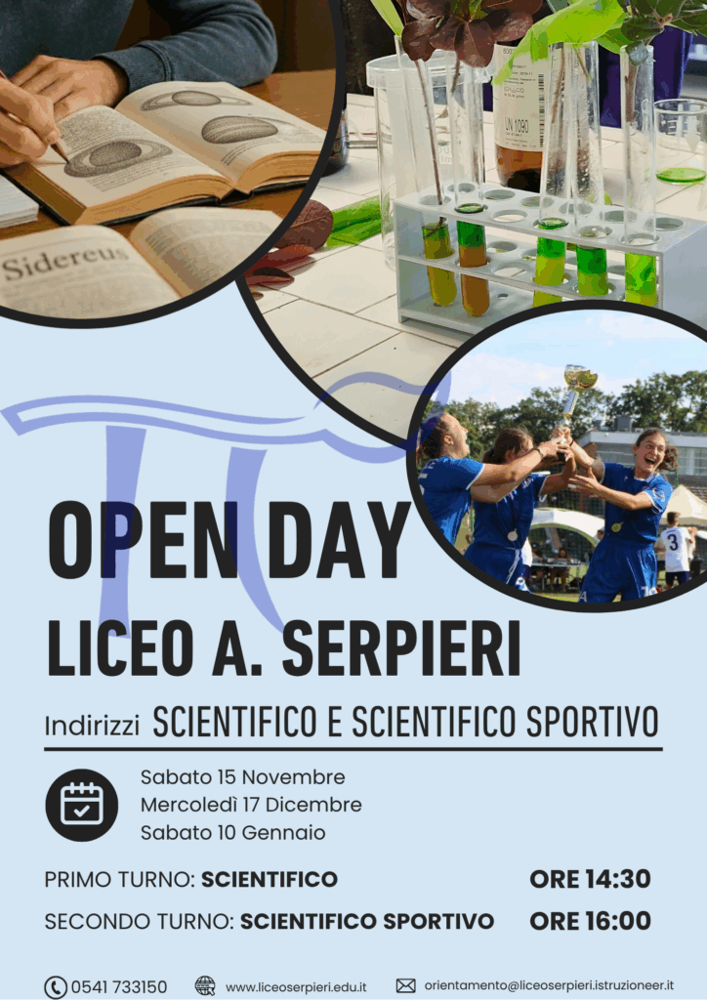 Sidereus
UN 1090
3
OPEN DAY
LICEO A. SERPIERI
Indirizzi SCIENTIFICO E SCIENTIFICO SPORTIVO
Sabato 15 Novembre
Mercoledì 17 Dicembre
Sabato 10 Gennaio
PRIMO TURNO: SCIENTIFICO ORE 14:30
SECONDO TURNO: SCIENTIFICO SPORTIVO ORE 16:00
0541 733150 www.liceoserpieri.edu.it orientamento@liceoserpieri.istruzioneer.it